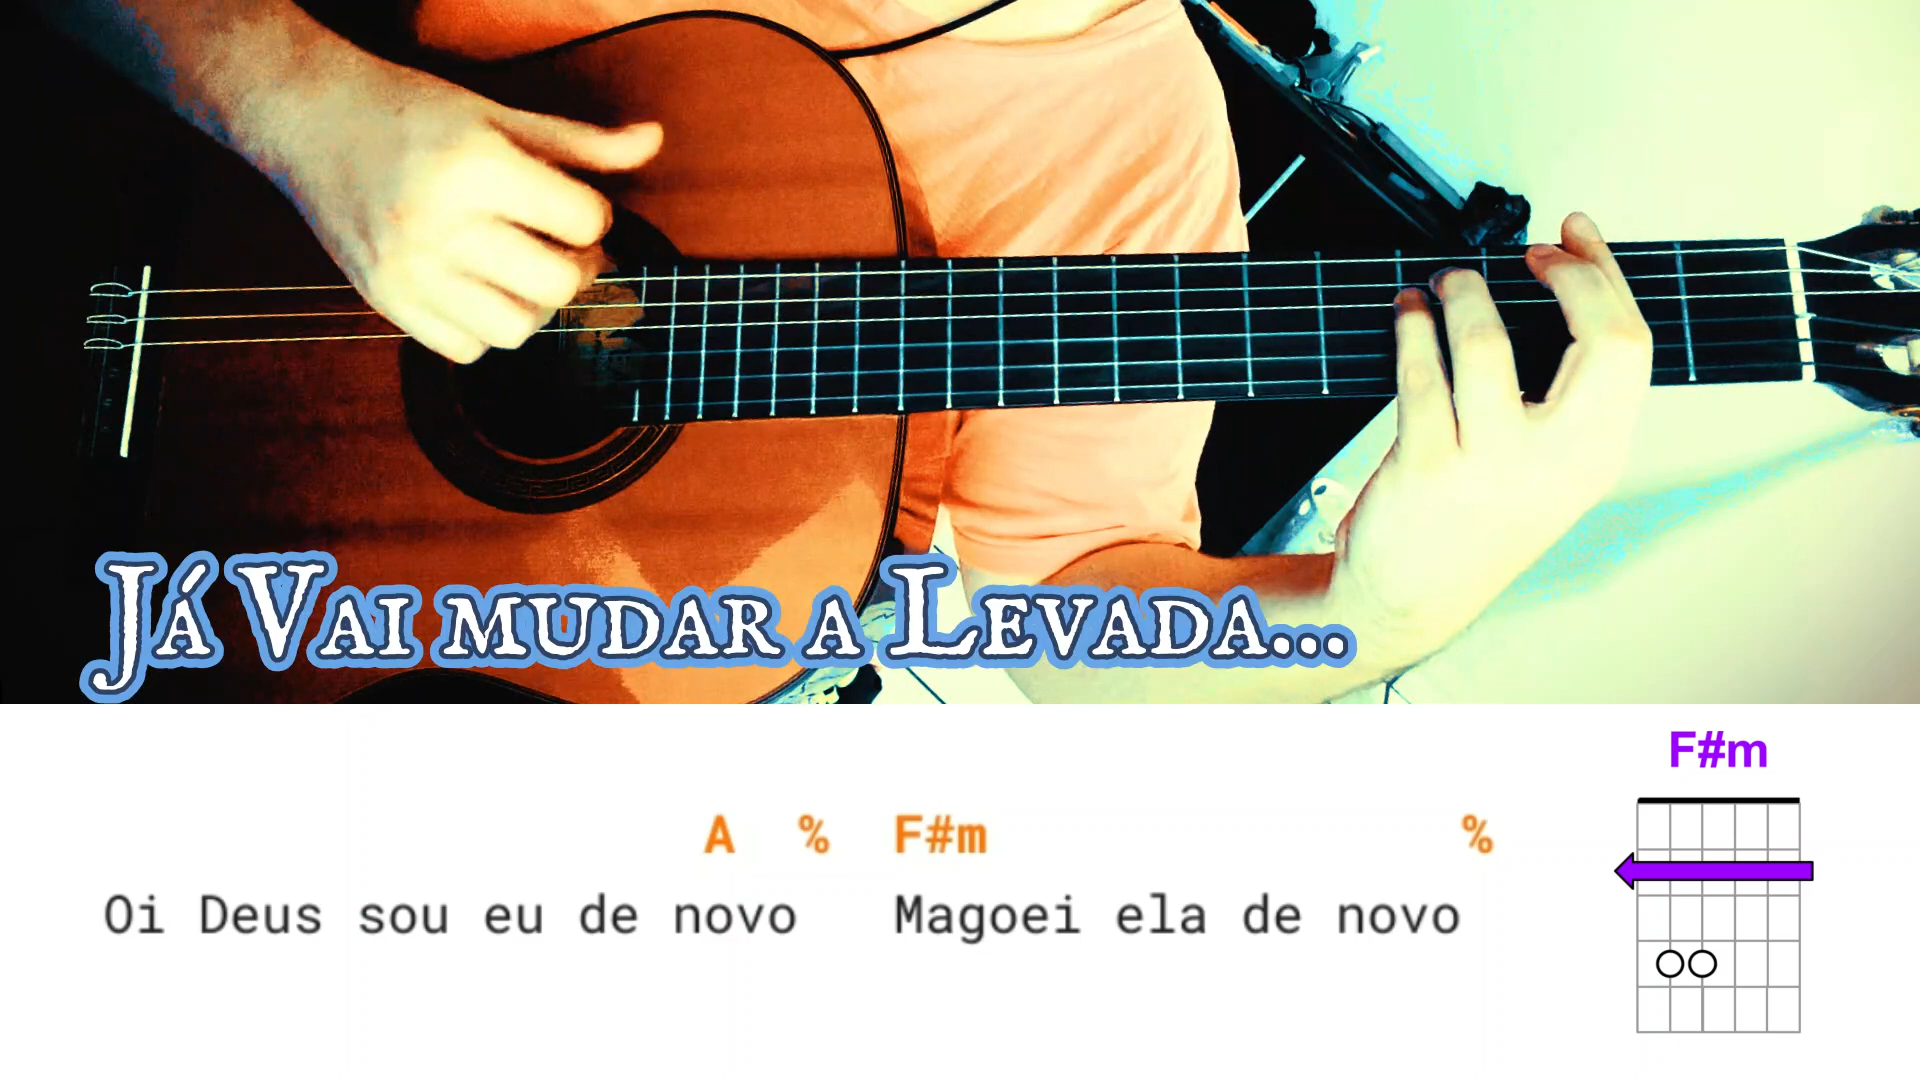 Já Vai mudar a Levada...
F#m
A % F#m %
Oi Deus sou eu de novo Magoei ela de novo